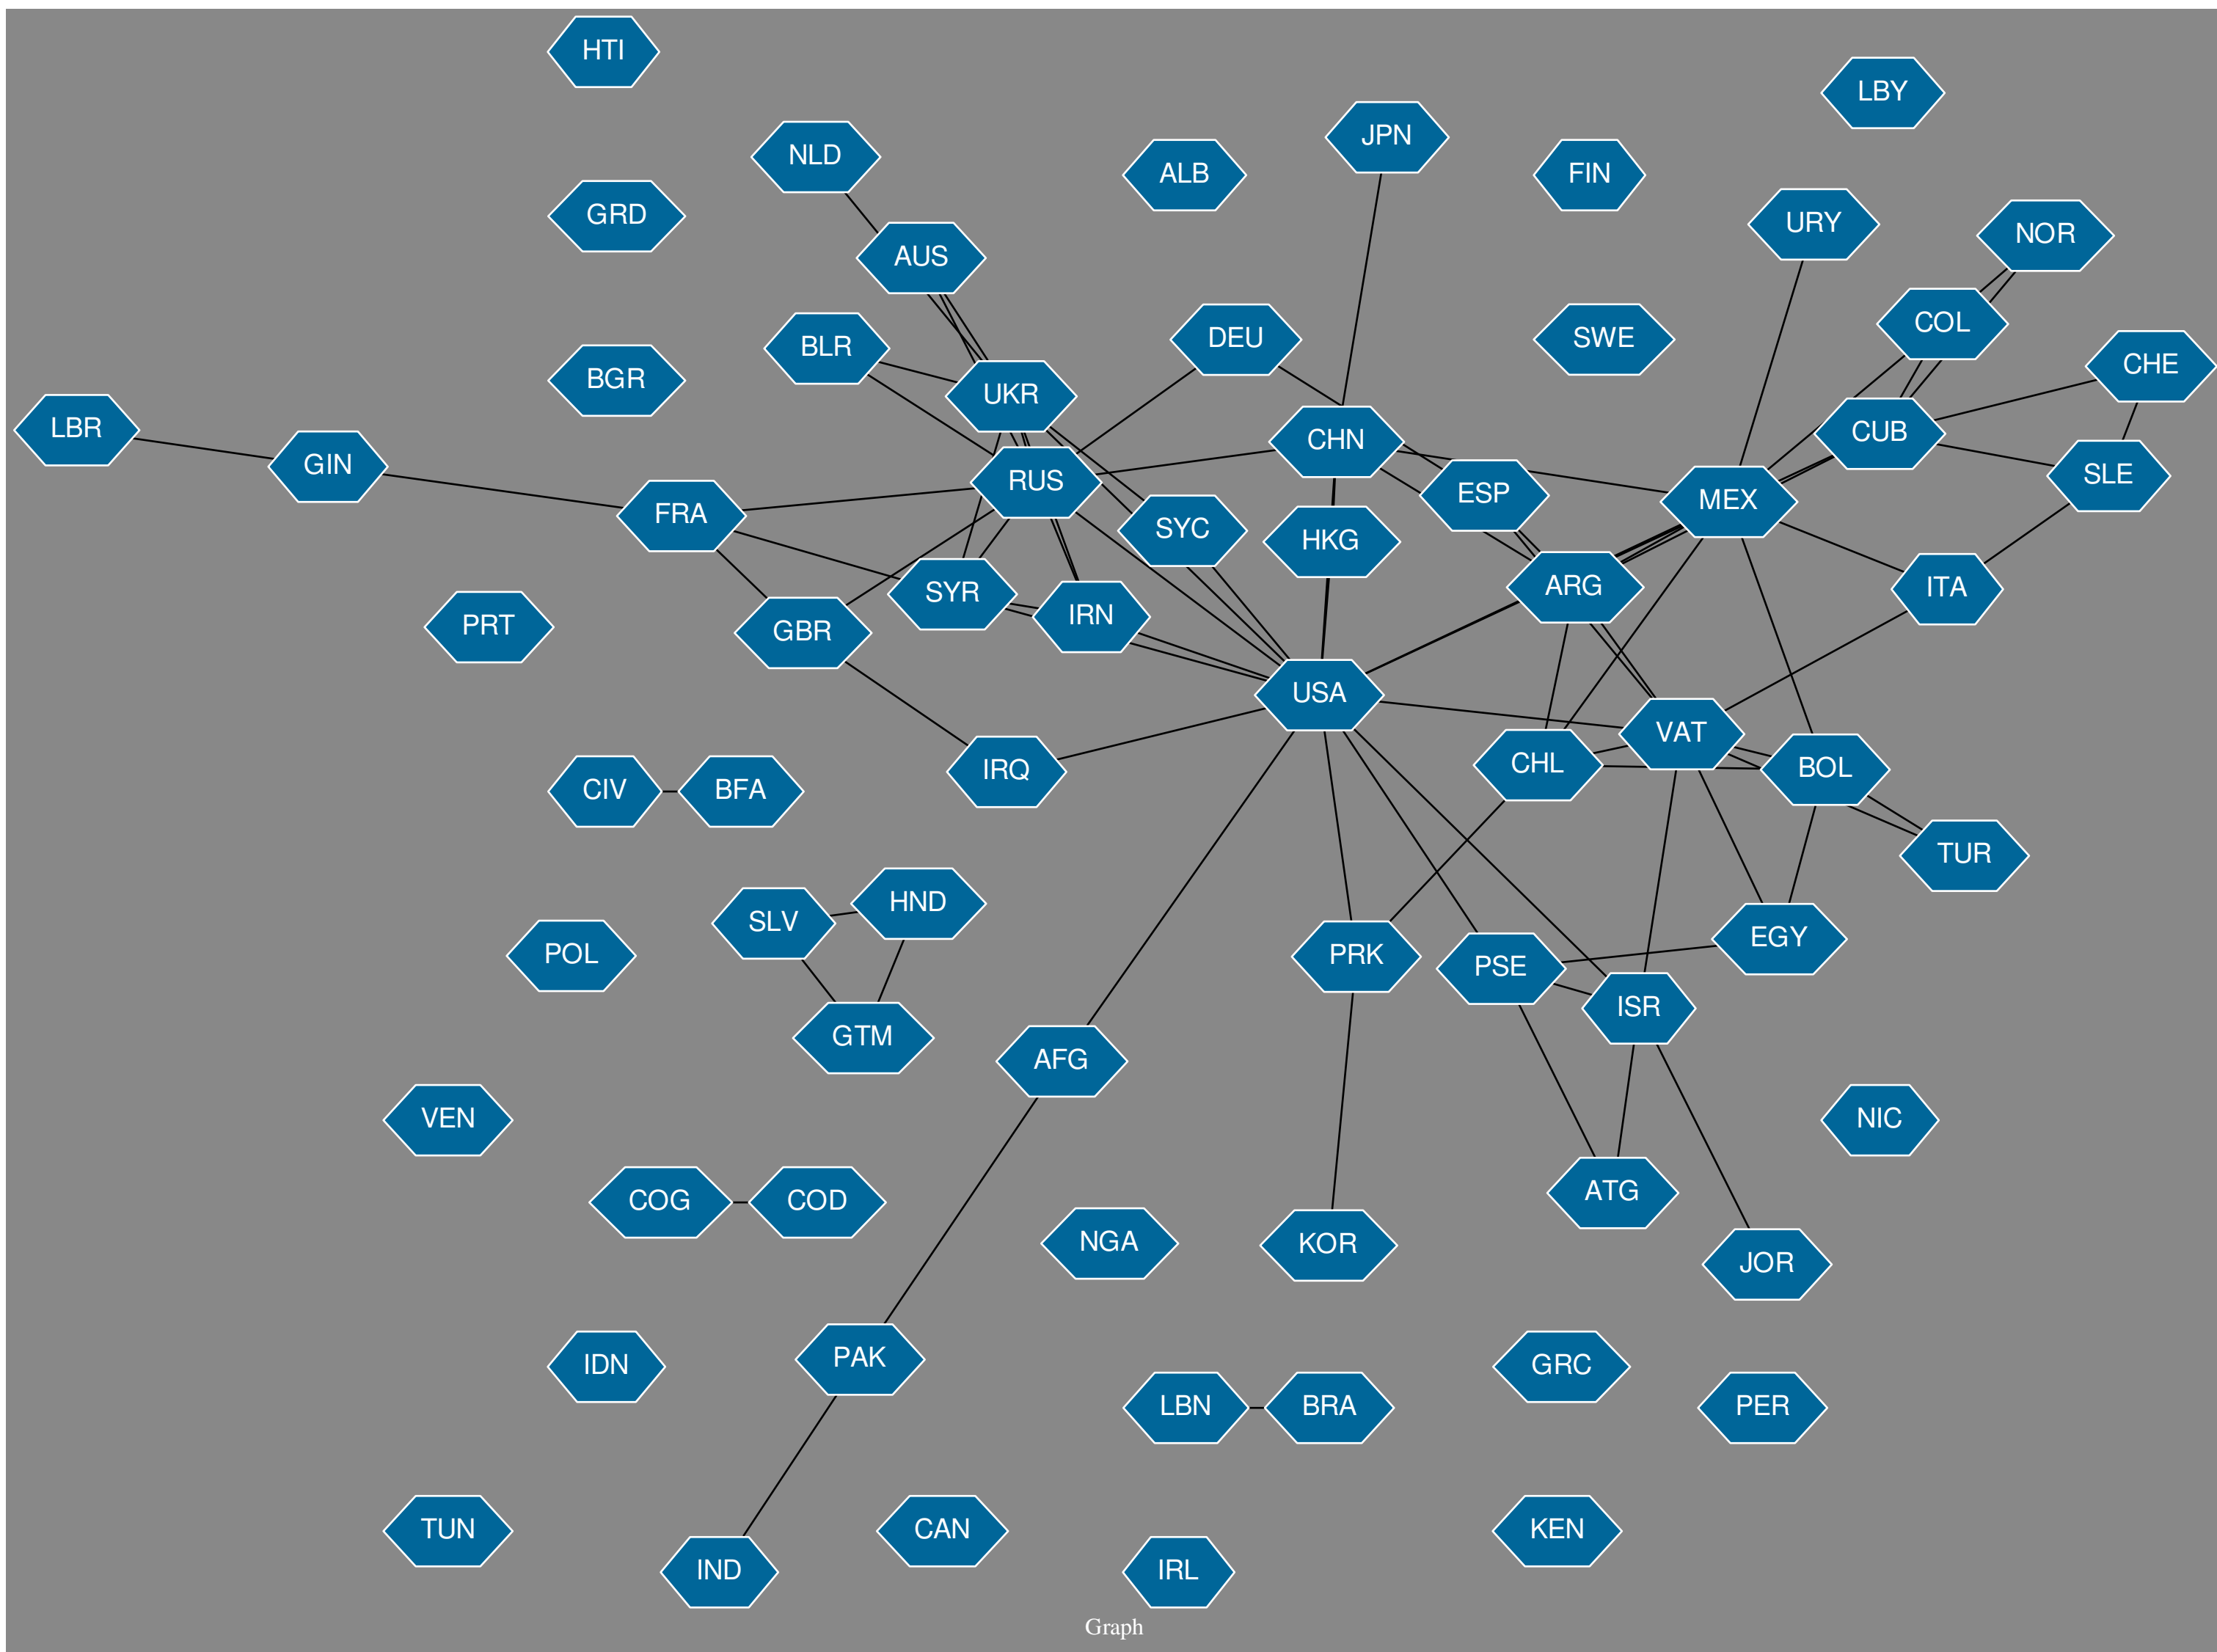 HTI
LBY
JPN
NLD
ALB
FIN
GRD
URY
NOR
AUS
COL
DEU
SWE
BLR
CHE
BGR
UKR
LBR
CUB
CHN
GIN
SLE
RUS
ESP
MEX
FRA
SYC
HKG
ARG
ITA
SYR
IRN
PRT
GBR
USA
VAT
CHL
BOL
IRQ
CIV
BFA
TUR
HND
SLV
EGY
POL
PRK
PSE
ISR
GTM
AFG
VEN
NIC
ATG
COG
COD
NGA
KOR
JOR
PAK
IDN
GRC
LBN
BRA
PER
TUN
CAN
KEN
IND
IRL
Graph